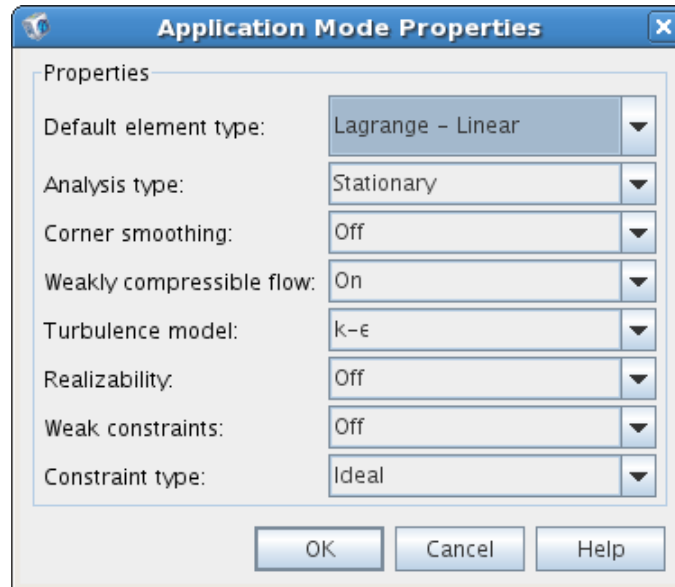 Application Mode Properties
Properties
Default element type: Lagrange - Linear
Analysis type: Stationary
Corner smoothing: Off
Weakly compressible flow: On
Turbulence model: k-ϵ
Realizability: Off
Weak constraints: Off
Constraint type: Ideal
OK Cancel Help